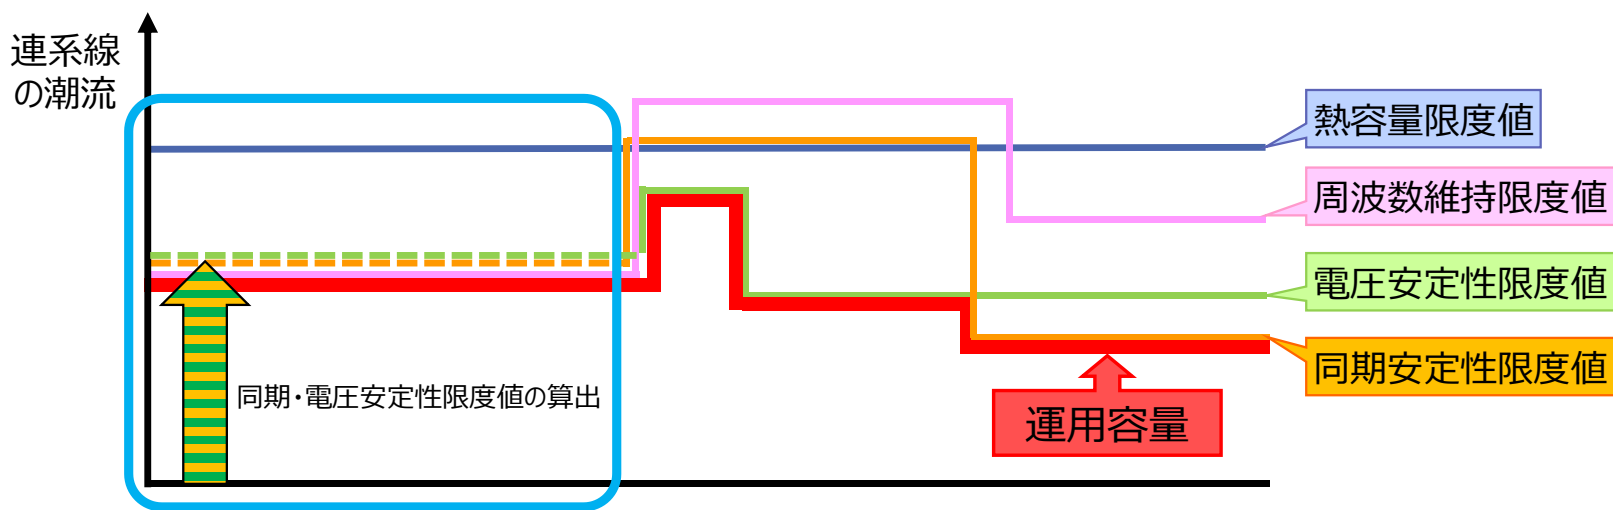 連系線
の潮流
熱容量限度値
周波数維持限度値
電圧安定性限度値
同期安定性限度値
同期・電圧安定性限度値の算出
運用容量